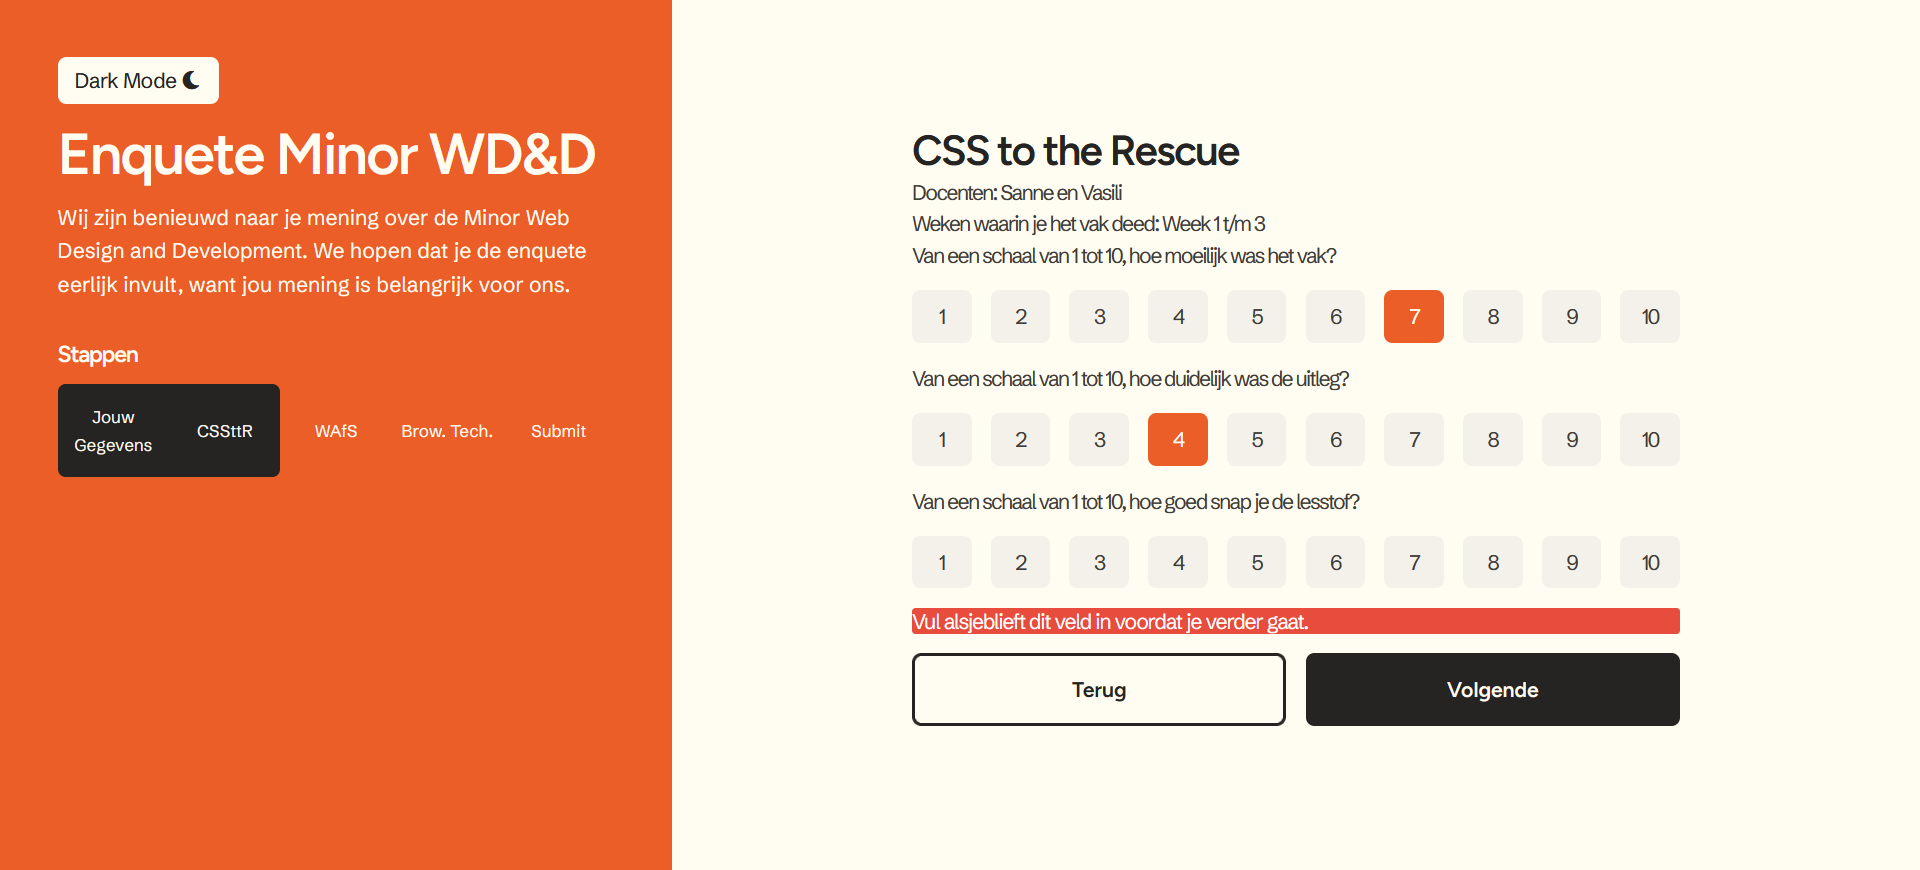 Dark Mode
Enquete Minor WD&D
Wij zijn benieuwd naar je mening over de Minor Web
Design and Development. We hopen dat je de enquete
eerlijk invult, want jou mening is belangrijk voor ons.
Stappen
Jouw
Gegevens
CSSttR
WAfS
Brow. Tech.
Submit
CSS to the Rescue
Docenten: Sanne en Vasili
Weken waarin je het vak deed: Week 1 t/m 3
Van een schaal van 1 tot 10, hoe moeilijk was het vak?
1 2 3 4 5 6 7 8 9 10
Van een schaal van 1 tot 10, hoe duidelijk was de uitleg?
1 2 3 4 5 6 7 8 9 10
Van een schaal van 1 tot 10, hoe goed snap je de lesstof?
1 2 3 4 5 6 7 8 9 10
Vul alsjeblieft dit veld in voordat je verder gaat.
Terug
Volgende